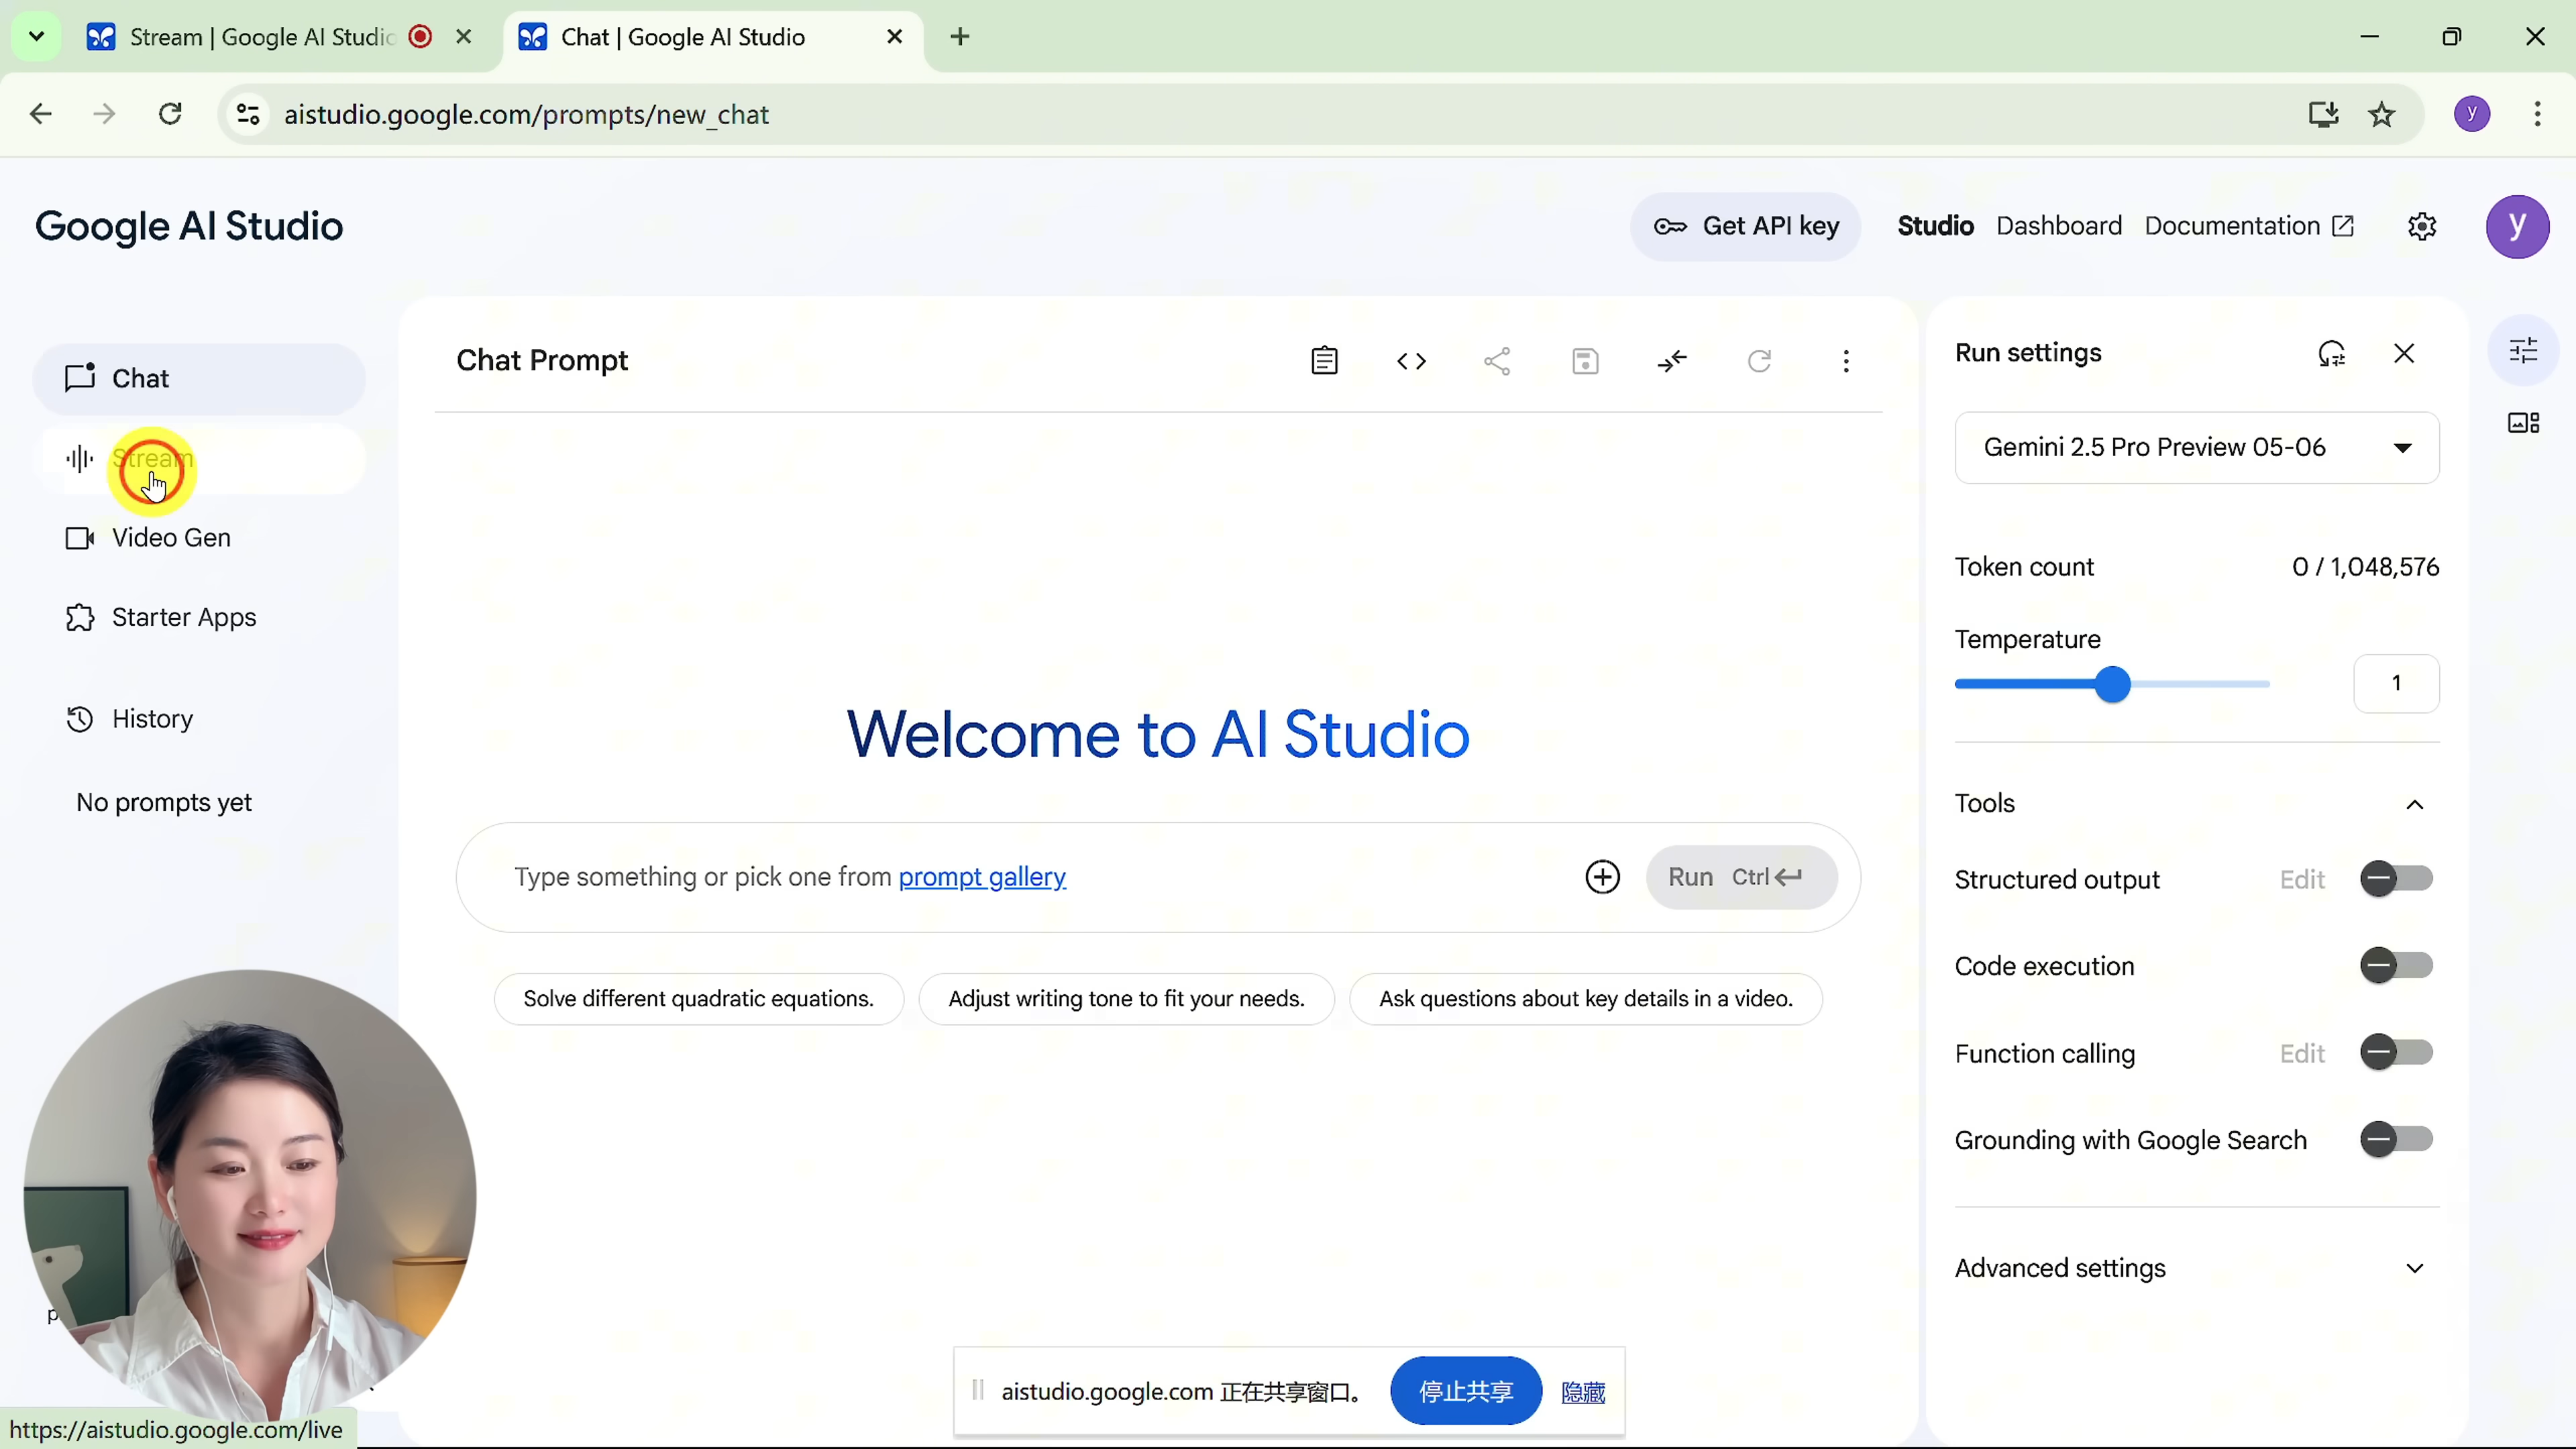 Stream | Google AI Studio
Chat | Google AI Studio
aistudio.google.com/prompts/new_chat
y
Google AI Studio
Get API key
Studio
Dashboard
Documentation
y
Chat
Stream
Video Gen
Starter Apps
History
No prompts yet
Chat Prompt
Welcome to AI Studio
Type something or pick one from prompt gallery
Run Ctrl
Solve different quadratic equations.
Adjust writing tone to fit your needs.
Ask questions about key details in a video.
Run settings
Gemini 2.5 Pro Preview 05-06
Token count 0 / 1,048,576
Temperature
1
Tools
Structured output Edit
Code execution
Function calling Edit
Grounding with Google Search
Advanced settings
aistudio.google.com 正在共享窗口。
停止共享
隐藏
https://aistudio.google.com/live